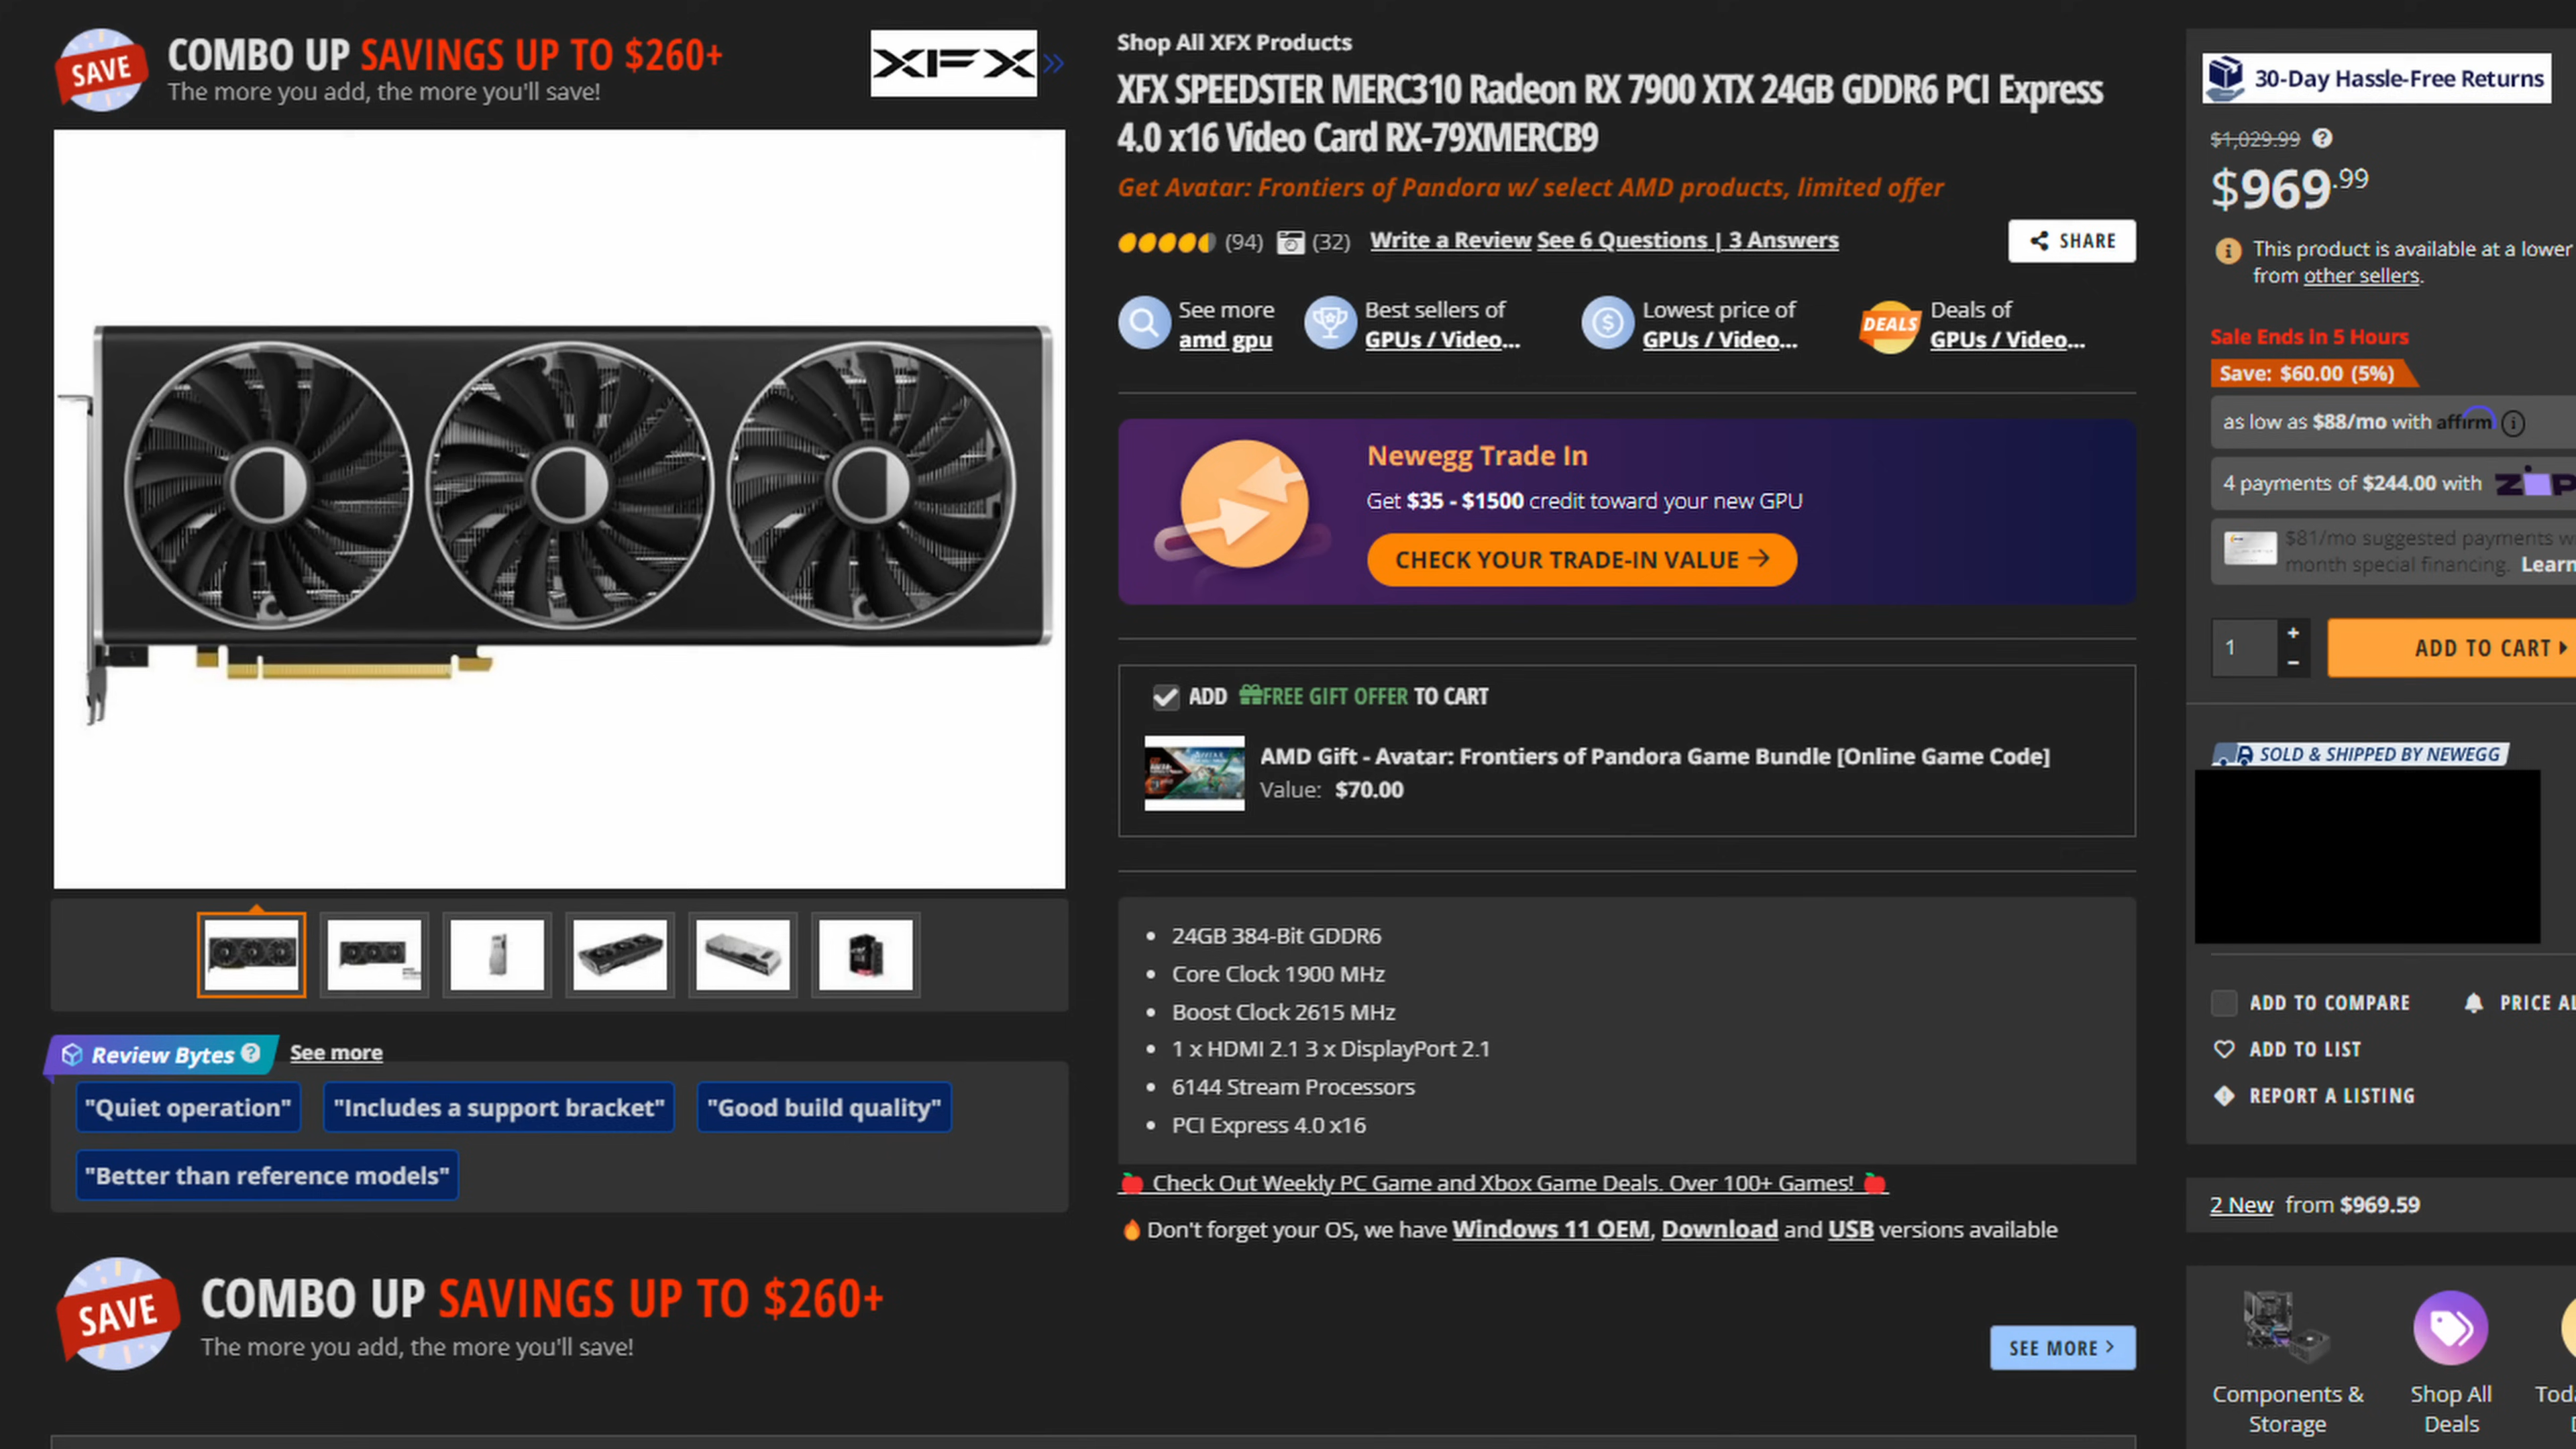 SAVE
COMBO UP SAVINGS UP TO $260+
The more you add, the more you'll save!
XFX
Shop All XFX Products
XFX SPEEDSTER MERC310 Radeon RX 7900 XTX 24GB GDDR6 PCI Express
4.0 x16 Video Card RX-79XMERCB9
Get Avatar: Frontiers of Pandora w/ select AMD products, limited offer
(94) (32) Write a Review See 6 Questions | 3 Answers
SHARE
See more
amd gpu
Best sellers of
GPUs / Video...
Lowest price of
GPUs / Video...
DEALS
Deals of
GPUs / Video...
Newegg Trade In
Get $35 - $1500 credit toward your new GPU
CHECK YOUR TRADE-IN VALUE
ADD FREE GIFT OFFER TO CART
AMD Gift - Avatar: Frontiers of Pandora Game Bundle [Online Game Code]
Value: $70.00
24GB 384-Bit GDDR6
Core Clock 1900 MHz
Boost Clock 2615 MHz
1 x HDMI 2.1 3 x DisplayPort 2.1
6144 Stream Processors
PCI Express 4.0 x16
Check Out Weekly PC Game and Xbox Game Deals. Over 100+ Games!
Don't forget your OS, we have Windows 11 OEM, Download and USB versions available
Review Bytes ? See more
"Quiet operation" "Includes a support bracket" "Good build quality"
"Better than reference models"
SAVE
COMBO UP SAVINGS UP TO $260+
The more you add, the more you'll save!
SEE MORE
30-Day Hassle-Free Returns
$1,029.99 ?
$969.99
This product is available at a lower
from other sellers.
Sale Ends in 5 Hours
Save: $60.00 (5%)
as low as $88/mo with affirm
4 payments of $244.00 with zip
$81/mo suggested payments
month special financing. Learn
1 + −
ADD TO CART
SOLD & SHIPPED BY NEWEGG
ADD TO COMPARE
PRICE
ADD TO LIST
REPORT A LISTING
2 New from $969.59
Components &
Storage
Shop All
Deals